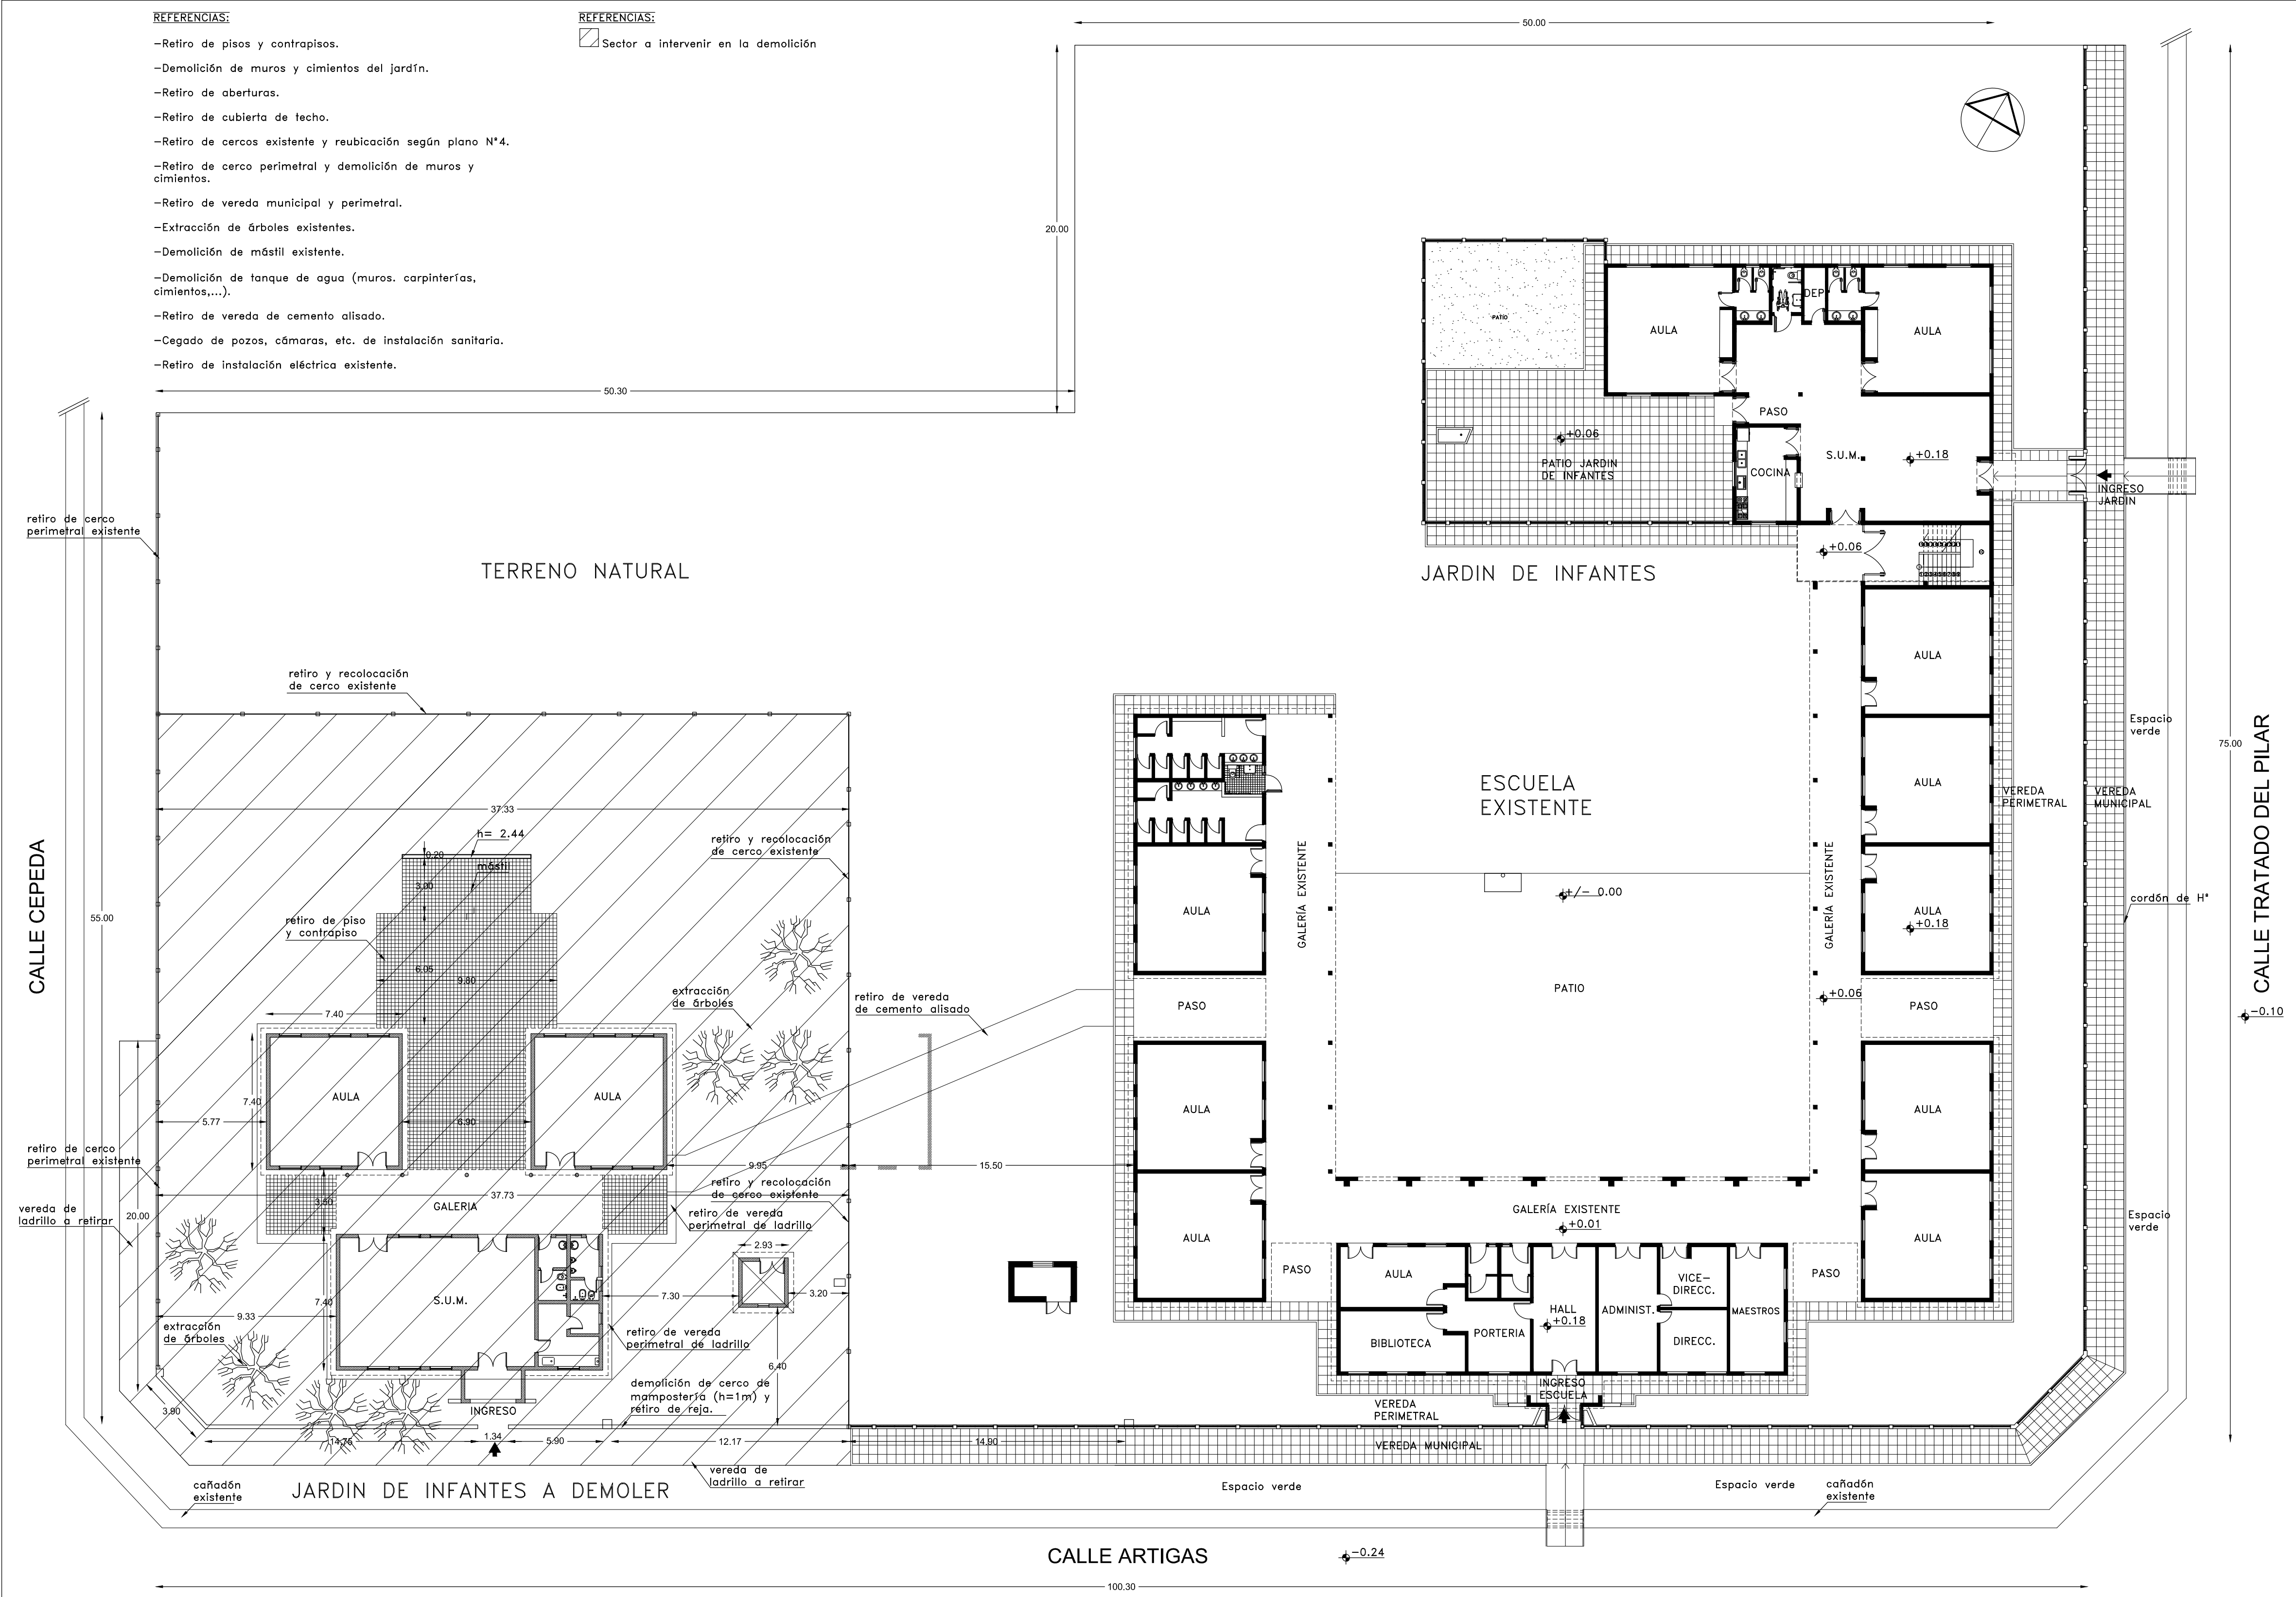 REFERENCIAS:
-Retiro de pisos y contrapisos.
-Demolición de muros y cimientos del jardín.
-Retiro de aberturas.
-Retiro de cubierta de techo.
-Retiro de cercos existente y reubicación según plano N°4.
-Retiro de cerco perimetral y demolición de muros y
cimientos.
-Retiro de vereda municipal y perimetral.
-Extracción de árboles existentes.
-Demolición de mástil existente.
-Demolición de tanque de agua (muros. carpinterías,
cimientos,...).
-Retiro de vereda de cemento alisado.
-Cegado de pozos, cámaras, etc. de instalación sanitaria.
-Retiro de instalación eléctrica existente.
REFERENCIAS:
Sector a intervenir en la demolición
50.00
20.00
50.30
PATIO
AULA
DEP
AULA
PASO
+0.06
PATIO JARDIN
DE INFANTES
COCINA
S.U.M.
+0.18
INGRESO
JARDIN
+0.06
JARDIN DE INFANTES
retiro de cerco
perimetral existente
TERRENO NATURAL
retiro y recolocación
de cerco existente
AULA
Espacio
verde
75.00
CALLE TRATADO DEL PILAR
-0.10
ESCUELA
EXISTENTE
AULA
VEREDA
PERIMETRAL
VEREDA
MUNICIPAL
37.33
h= 2.44
0.20
mástil
3.00
retiro y recolocación
de cerco existente
CALLE CEPEDA
55.00
retiro de piso
y contrapiso
6.05
9.80
extracción
de árboles
retiro de vereda
de cemento alisado
7.40
AULA
GALERÍA EXISTENTE
+/- 0.00
GALERÍA EXISTENTE
AULA
+0.18
cordón de H°
PASO
PATIO
+0.06
PASO
7.40
AULA
AULA
5.77
6.90
AULA
AULA
retiro de cerco
perimetral existente
9.95
15.50
37.73
retiro y recolocación
de cerco existente
3.50
GALERIA
vereda de
ladrillo a retirar
20.00
retiro de vereda
perimetral de ladrillo
AULA
GALERÍA EXISTENTE
+0.01
AULA
Espacio
verde
2.93
7.40
S.U.M.
7.30
3.20
9.33
extracción
de árboles
retiro de vereda
perimetral de ladrillo
6.40
PASO
AULA
BIBLIOTECA
PORTERIA
HALL
+0.18
ADMINIST.
VICE-
DIRECC.
DIRECC.
MAESTROS
PASO
INGRESO
ESCUELA
demolición de cerco de
mampostería (h=1m) y
retiro de reja.
3.90
INGRESO
VEREDA
PERIMETRAL
14.75
1.34
5.90
12.17
14.90
VEREDA MUNICIPAL
vereda de
ladrillo a retirar
cañadón
existente
JARDIN DE INFANTES A DEMOLER
Espacio verde
Espacio verde
cañadón
existente
CALLE ARTIGAS
-0.24
100.30